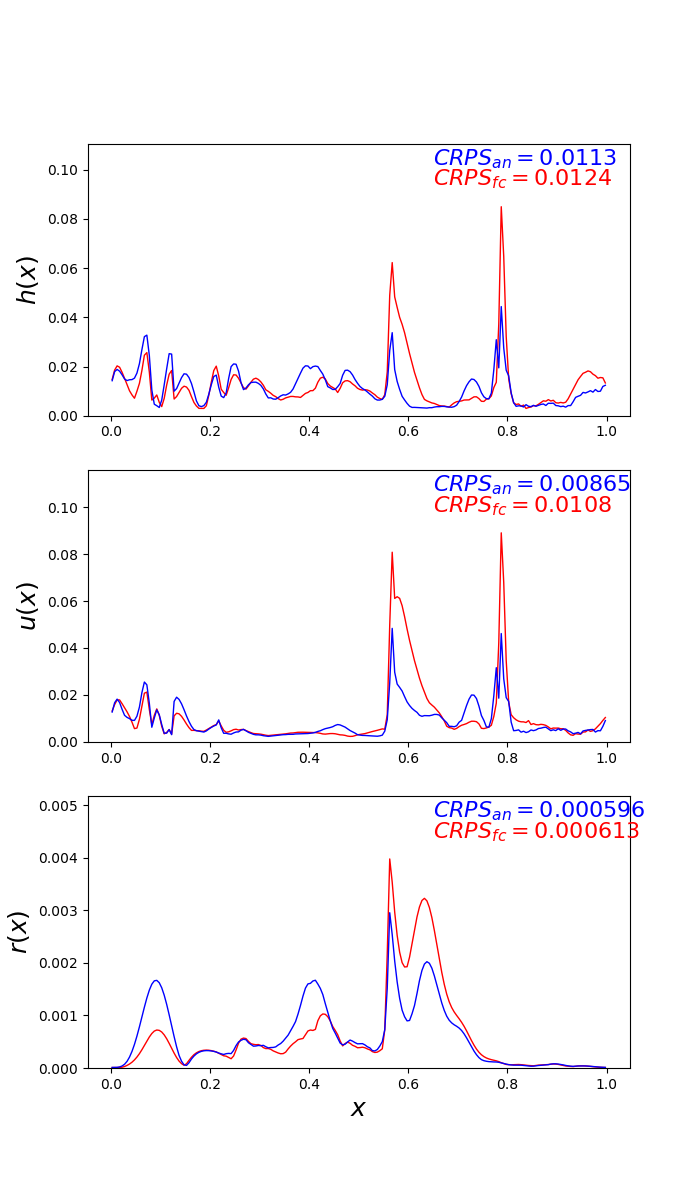 CRPS_an = 0.0113
CRPS_fc = 0.0124
0.10
0.08
0.06
0.04
0.02
0.00
h(x)
0.0 0.2 0.4 0.6 0.8 1.0
CRPS_an = 0.00865
CRPS_fc = 0.0108
0.10
0.08
0.06
0.04
0.02
0.00
u(x)
0.0 0.2 0.4 0.6 0.8 1.0
CRPS_an = 0.000596
CRPS_fc = 0.000613
0.005
0.004
0.003
0.002
0.001
0.000
r(x)
0.0 0.2 0.4 0.6 0.8 1.0
x